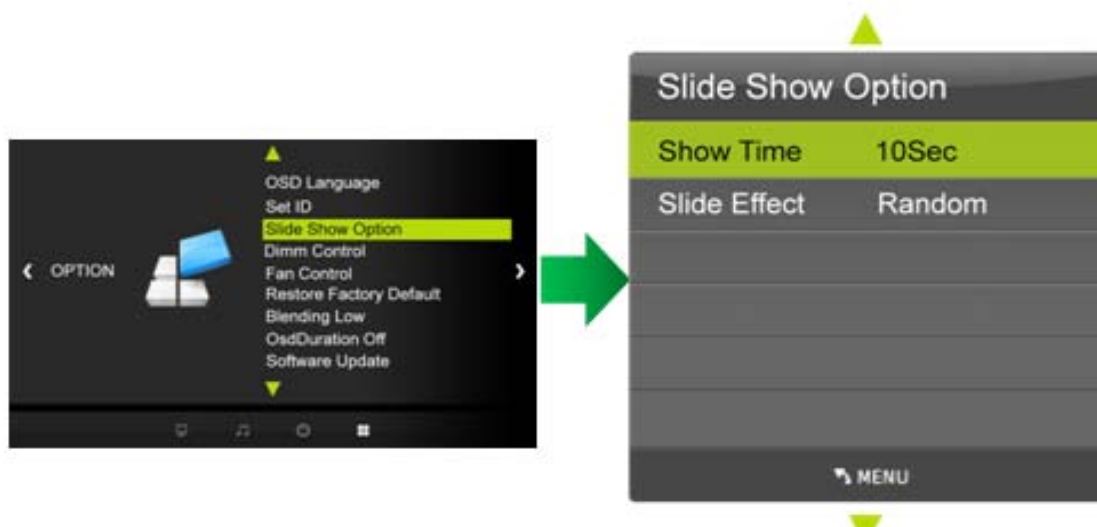 OPTION
OSD Language
Set ID
Slide Show Option
Dimm Control
Fan Control
Restore Factory Default
Blending Low
OsdDuration Off
Software Update
Slide Show Option
Show Time 10Sec
Slide Effect Random
MENU